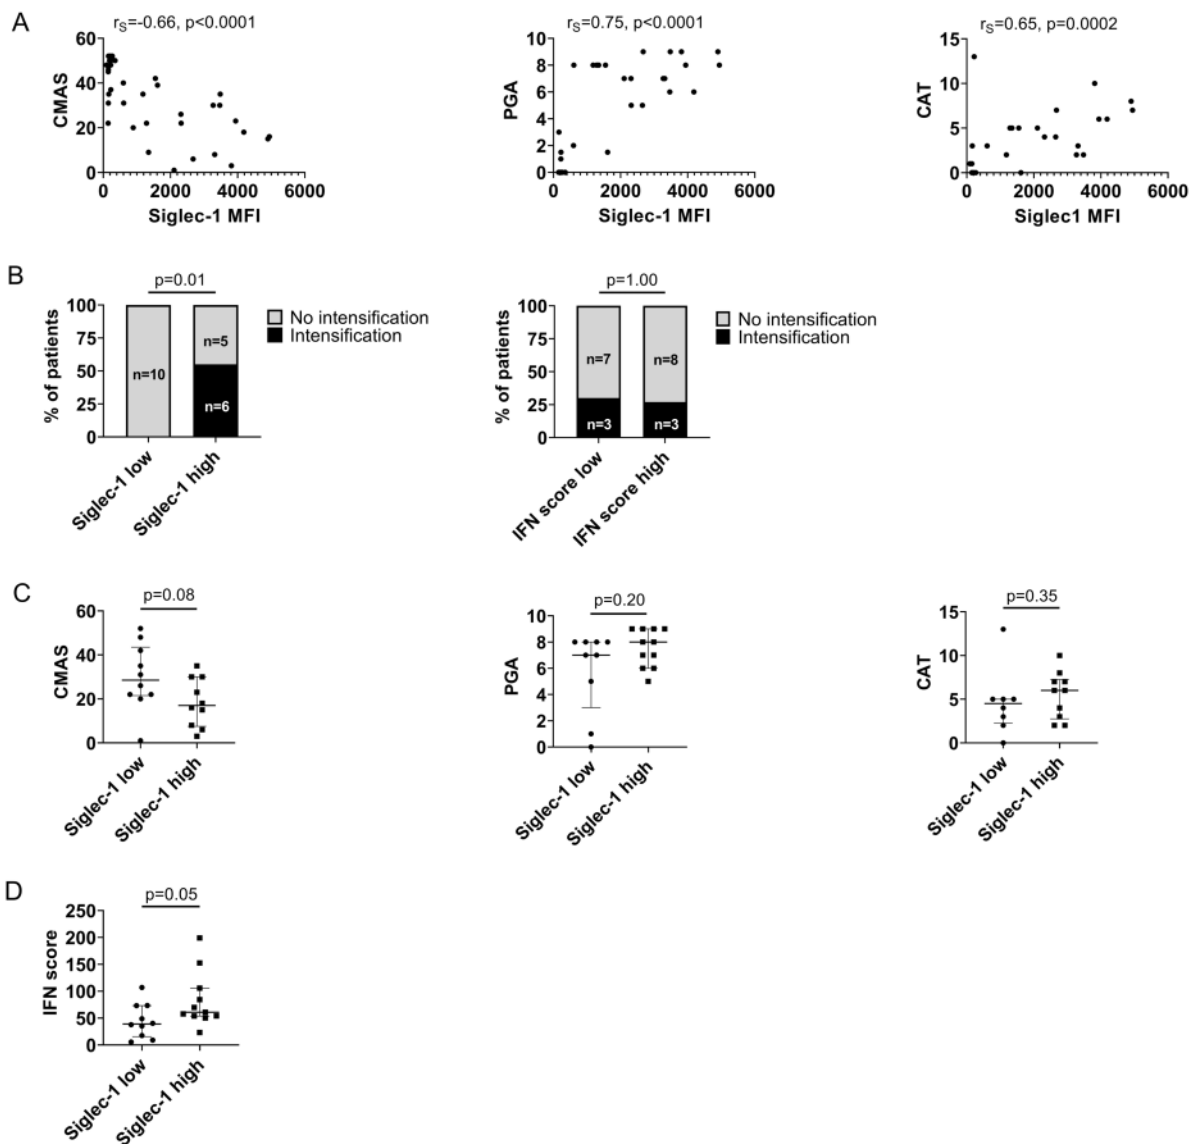 A
rS=-0.66, p<0.0001
60
40
20
0
CMAS
0 2000 4000 6000
Siglec-1 MFI
rS=0.75, p<0.0001
10
8
6
4
2
0
PGA
0 2000 4000 6000
Siglec-1 MFI
rS=0.65, p=0.0002
15
10
5
0
CAT
0 2000 4000 6000
Siglec1 MFI
B
p=0.01
100
75
50
25
0
% of patients
n=10
n=5
n=6
No intensification
Intensification
Siglec-1 low
Siglec-1 high
p=1.00
100
75
50
25
0
% of patients
n=7
n=8
n=3
n=3
No intensification
Intensification
IFN score low
IFN score high
C
p=0.08
60
40
20
0
CMAS
Siglec-1 low
Siglec-1 high
p=0.20
10
8
6
4
2
0
PGA
Siglec-1 low
Siglec-1 high
p=0.35
15
10
5
0
CAT
Siglec-1 low
Siglec-1 high
D
p=0.05
250
200
150
100
50
0
IFN score
Siglec-1 low
Siglec-1 high